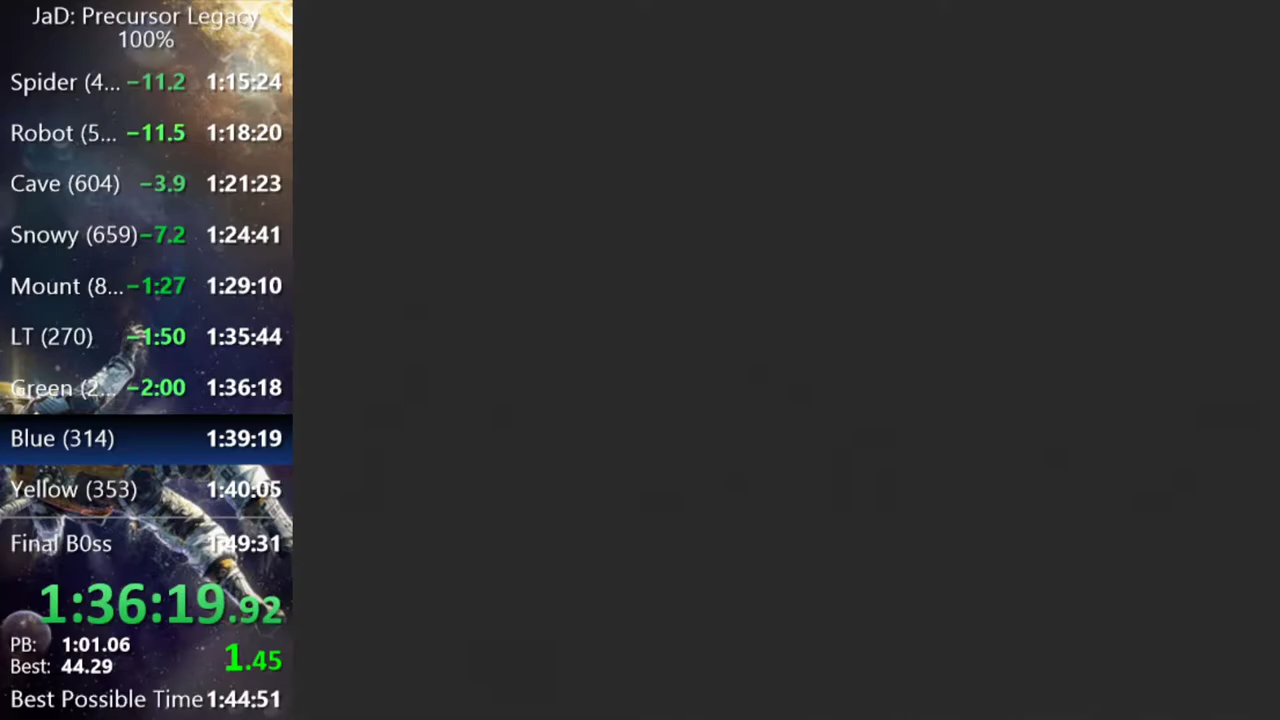 JaD: Precursor Legacy
100%
Spider (4... −11.2 1:15:24
Robot (5... −11.5 1:18:20
Cave (604) −3.9 1:21:23
Snowy (659) −7.2 1:24:41
Mount (8... −1:27 1:29:10
LT (270) −1:50 1:35:44
Green (2... −2:00 1:36:18
Blue (314) 1:39:19
Yellow (353) 1:40:05
Final B0ss 1:49:31
1:36:19.92
PB: 1:01.06
Best: 44.29
1.45
Best Possible Time 1:44:51